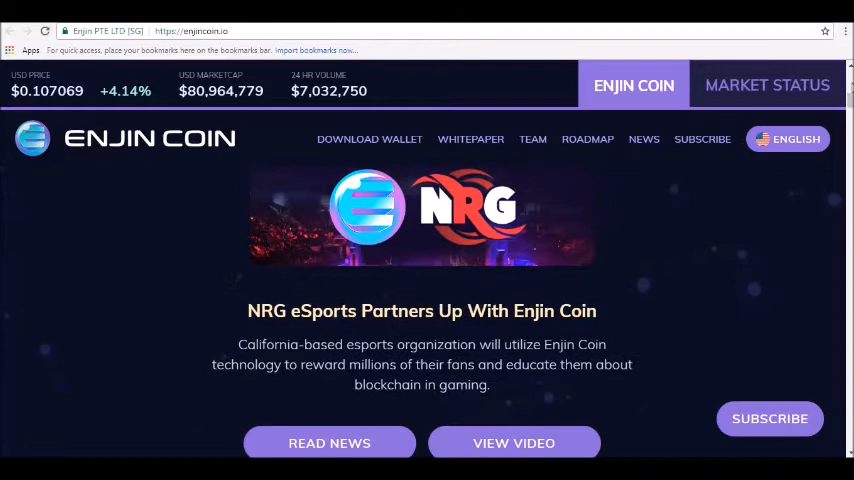 Enjin PTE LTD [SG] https://enjincoin.io
Apps For quick access, place your bookmarks here on the bookmarks bar. Import bookmarks now...
USD PRICE USD MARKETCAP 24 HR VOLUME
$0.107069 +4.14% $80,964,779 $7,032,750
ENJIN COIN MARKET STATUS
ENJIN COIN DOWNLOAD WALLET WHITEPAPER TEAM ROADMAP NEWS SUBSCRIBE ENGLISH
NRG
NRG eSports Partners Up With Enjin Coin
California-based esports organization will utilize Enjin Coin
technology to reward millions of their fans and educate them about
blockchain in gaming.
SUBSCRIBE
READ NEWS VIEW VIDEO